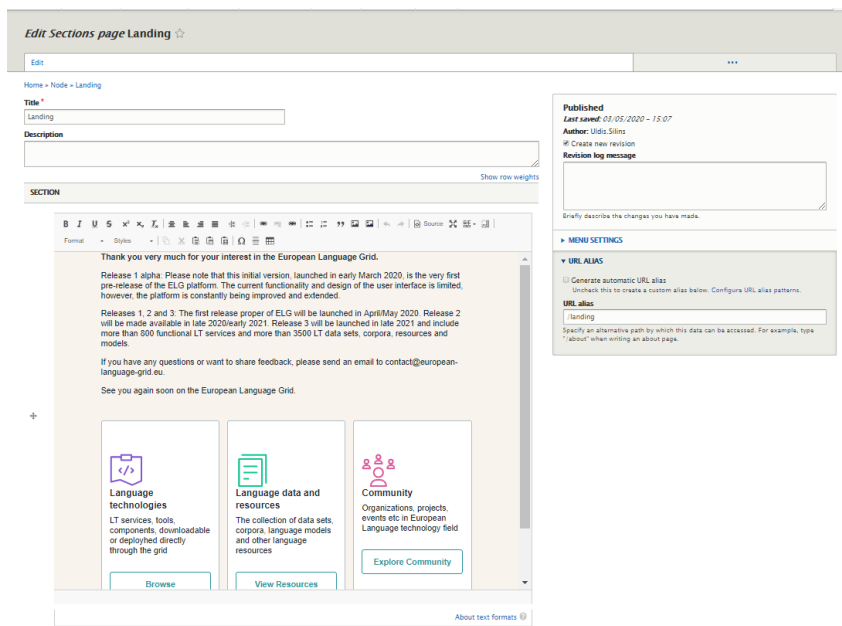 Edit Sections page Landing
Edit
Home » Node » Landing
Title *
Landing
Description
Show row weights
SECTION
B I U S x² x₂ Ix Source
Format Styles Ω
Thank you very much for your interest in the European Language Grid.
Release 1 alpha: Please note that this initial version, launched in early March 2020, is the very first
pre-release of the ELG platform. The current functionality and design of the user interface is limited,
however, the platform is constantly being improved and extended.
Releases 1, 2 and 3: The first release proper of ELG will be launched in April/May 2020. Release 2
will be made available in late 2020/early 2021. Release 3 will be launched in late 2021 and include
more than 800 functional LT services and more than 3500 LT data sets, corpora, resources and
models.
If you have any questions or want to share feedback, please send an email to contact@european-
language-grid.eu.
See you again soon on the European Language Grid.
Language
technologies
LT services, tools,
components, downloadable
or deployhed directly
through the grid
Browse
Language data and
resources
The collection of data sets,
corpora, language models
and other language
resources
View Resources
Community
Organizations, projects,
events etc in European
Language technology field
Explore Community
About text formats
Published
Last saved: 03/05/2020 - 15:07
Author: Uldis.Silins
Create new revision
Revision log message
Briefly describe the changes you have made.
MENU SETTINGS
URL ALIAS
Generate automatic URL alias
Uncheck this to create a custom alias below. Configure URL alias patterns.
URL alias
/landing
Specify an alternative path by which this data can be accessed. For example, type
"/about" when writing an about page.